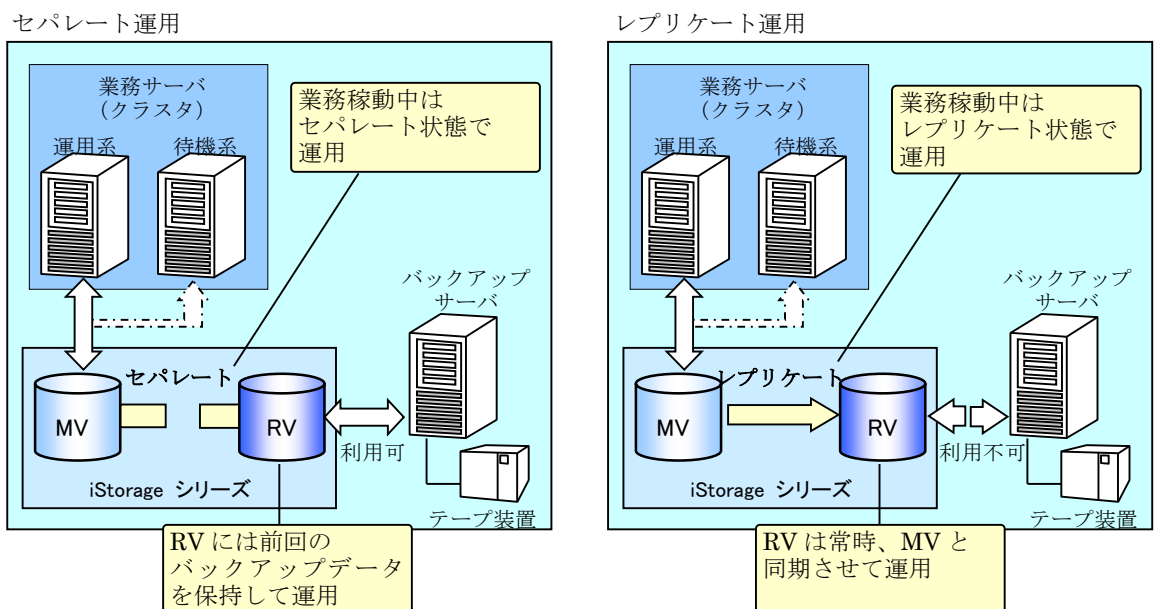 セパレート運用
業務サーバ
(クラスタ)
運用系
待機系
業務稼動中は
セパレート状態で
運用
バックアップ
サーバ
セパレート
MV
RV
利用可
iStorage シリーズ
テープ装置
RV には前回の
バックアップデータ
を保持して運用
レプリケート運用
業務サーバ
(クラスタ)
運用系
待機系
業務稼動中は
レプリケート状態で
運用
バックアップ
サーバ
レプリケート
MV
RV
利用不可
iStorage シリーズ
テープ装置
RV は常時、MV と
同期させて運用